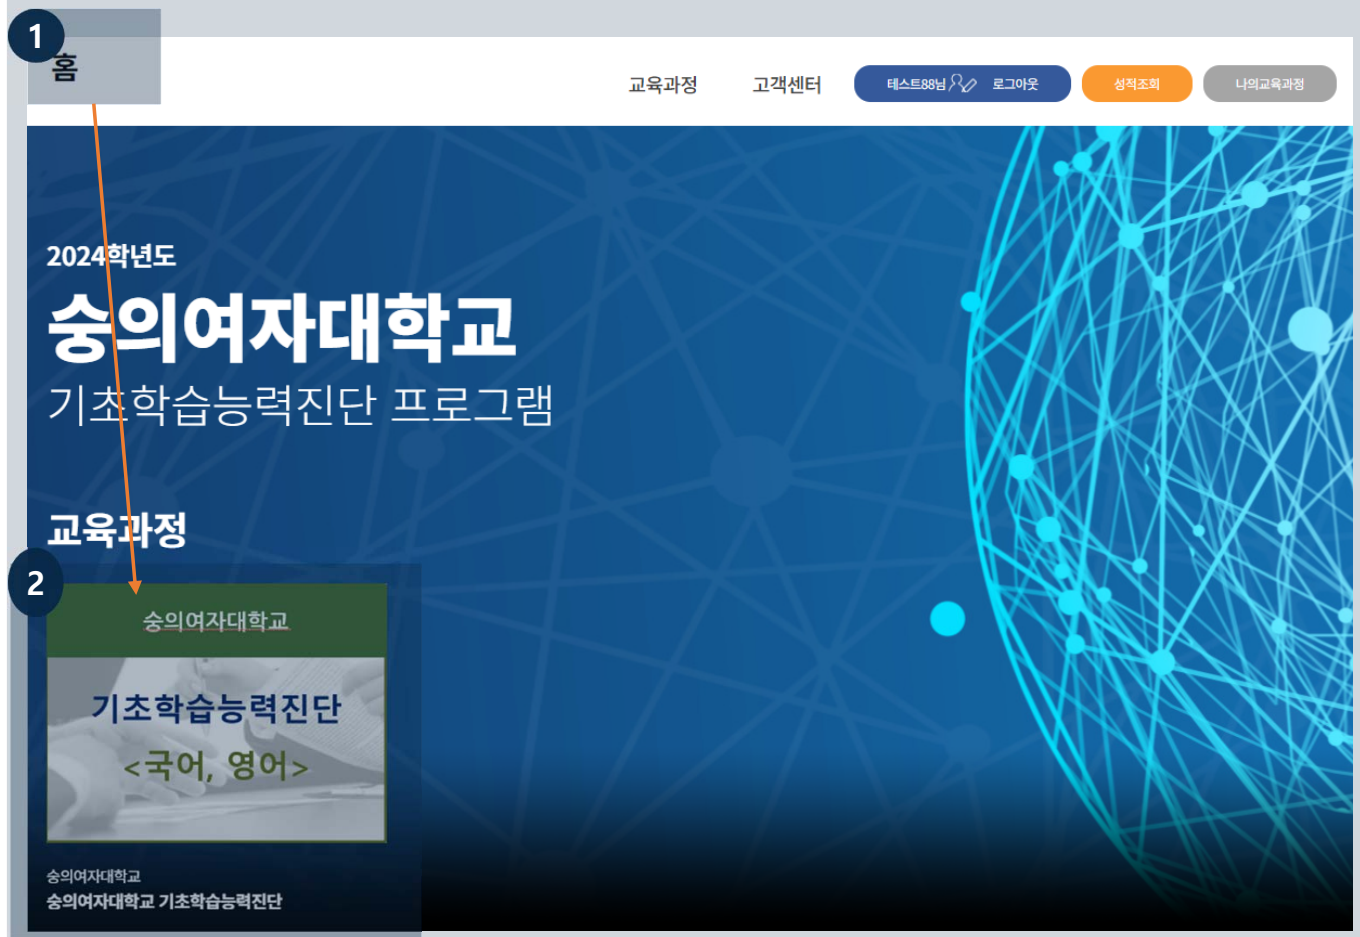 1
홈
교육과정 고객센터 테스트88님 로그아웃 성적조회 나의교육과정
2024학년도
숭의여자대학교
기초학습능력진단 프로그램
교육과정
2
숭의여자대학교
기초학습능력진단
<국어, 영어>
숭의여자대학교
숭의여자대학교 기초학습능력진단